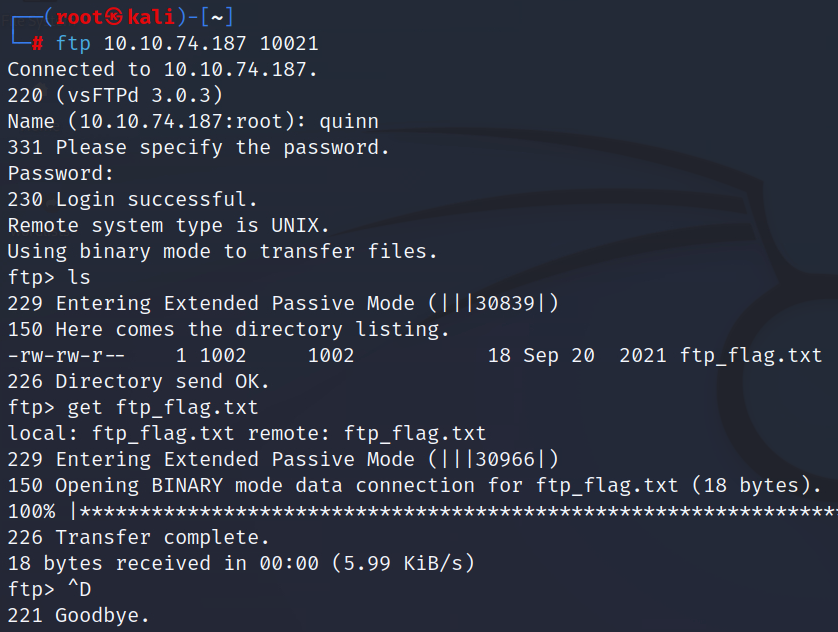 ┌──(root㉿kali)-[~]
└─# ftp 10.10.74.187 10021
Connected to 10.10.74.187.
220 (vsFTPd 3.0.3)
Name (10.10.74.187:root): quinn
331 Please specify the password.
Password:
230 Login successful.
Remote system type is UNIX.
Using binary mode to transfer files.
ftp> ls
229 Entering Extended Passive Mode (|||30839|)
150 Here comes the directory listing.
-rw-rw-r--    1 1002     1002           18 Sep 20  2021 ftp_flag.txt
226 Directory send OK.
ftp> get ftp_flag.txt
local: ftp_flag.txt remote: ftp_flag.txt
229 Entering Extended Passive Mode (|||30966|)
150 Opening BINARY mode data connection for ftp_flag.txt (18 bytes).
100% |****************************************************************
226 Transfer complete.
18 bytes received in 00:00 (5.99 KiB/s)
ftp> ^D
221 Goodbye.